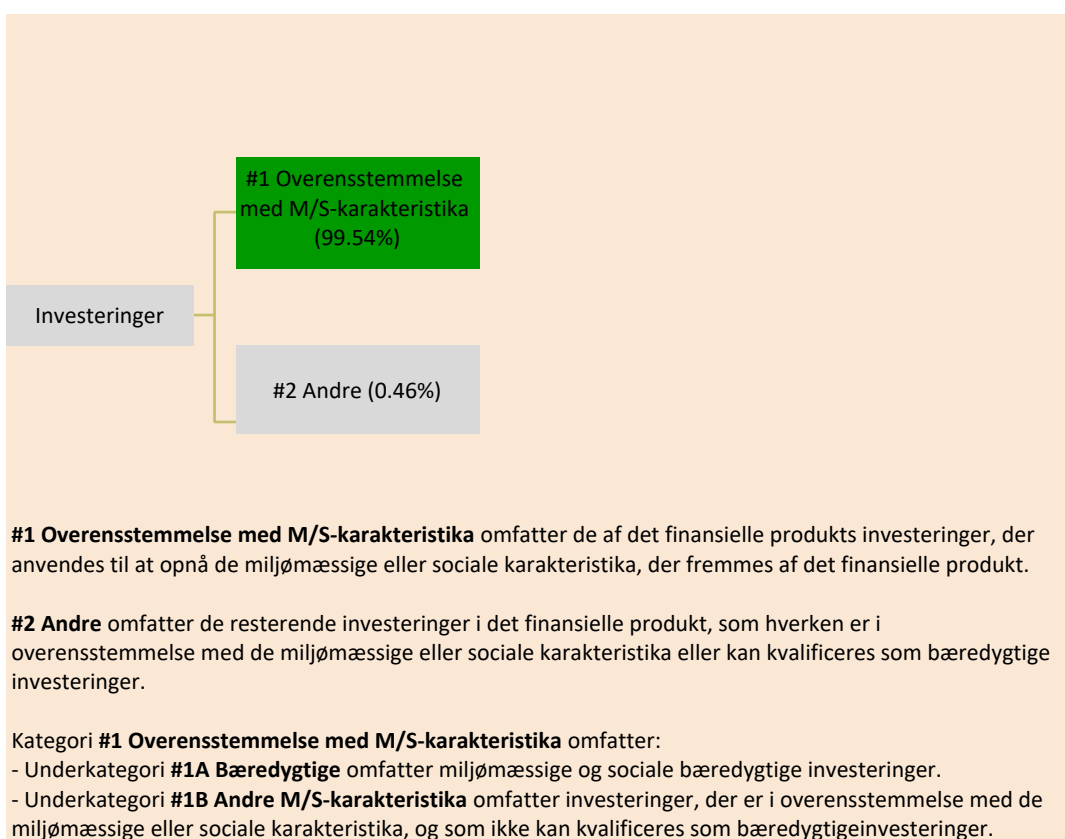 #1 Overensstemmelse
med M/S-karakteristika
(99.54%)
Investeringer
#2 Andre (0.46%)
#1 Overensstemmelse med M/S-karakteristika omfatter de af det finansielle produkts investeringer, der
anvendes til at opnå de miljømæssige eller sociale karakteristika, der fremmes af det finansielle produkt.
#2 Andre omfatter de resterende investeringer i det finansielle produkt, som hverken er i
overensstemmelse med de miljømæssige eller sociale karakteristika eller kan kvalificeres som bæredygtige
investeringer.
Kategori #1 Overensstemmelse med M/S-karakteristika omfatter:
- Underkategori #1A Bæredygtige omfatter miljømæssige og sociale bæredygtige investeringer.
- Underkategori #1B Andre M/S-karakteristika omfatter investeringer, der er i overensstemmelse med de
miljømæssige eller sociale karakteristika, og som ikke kan kvalificeres som bæredygtigeinvesteringer.